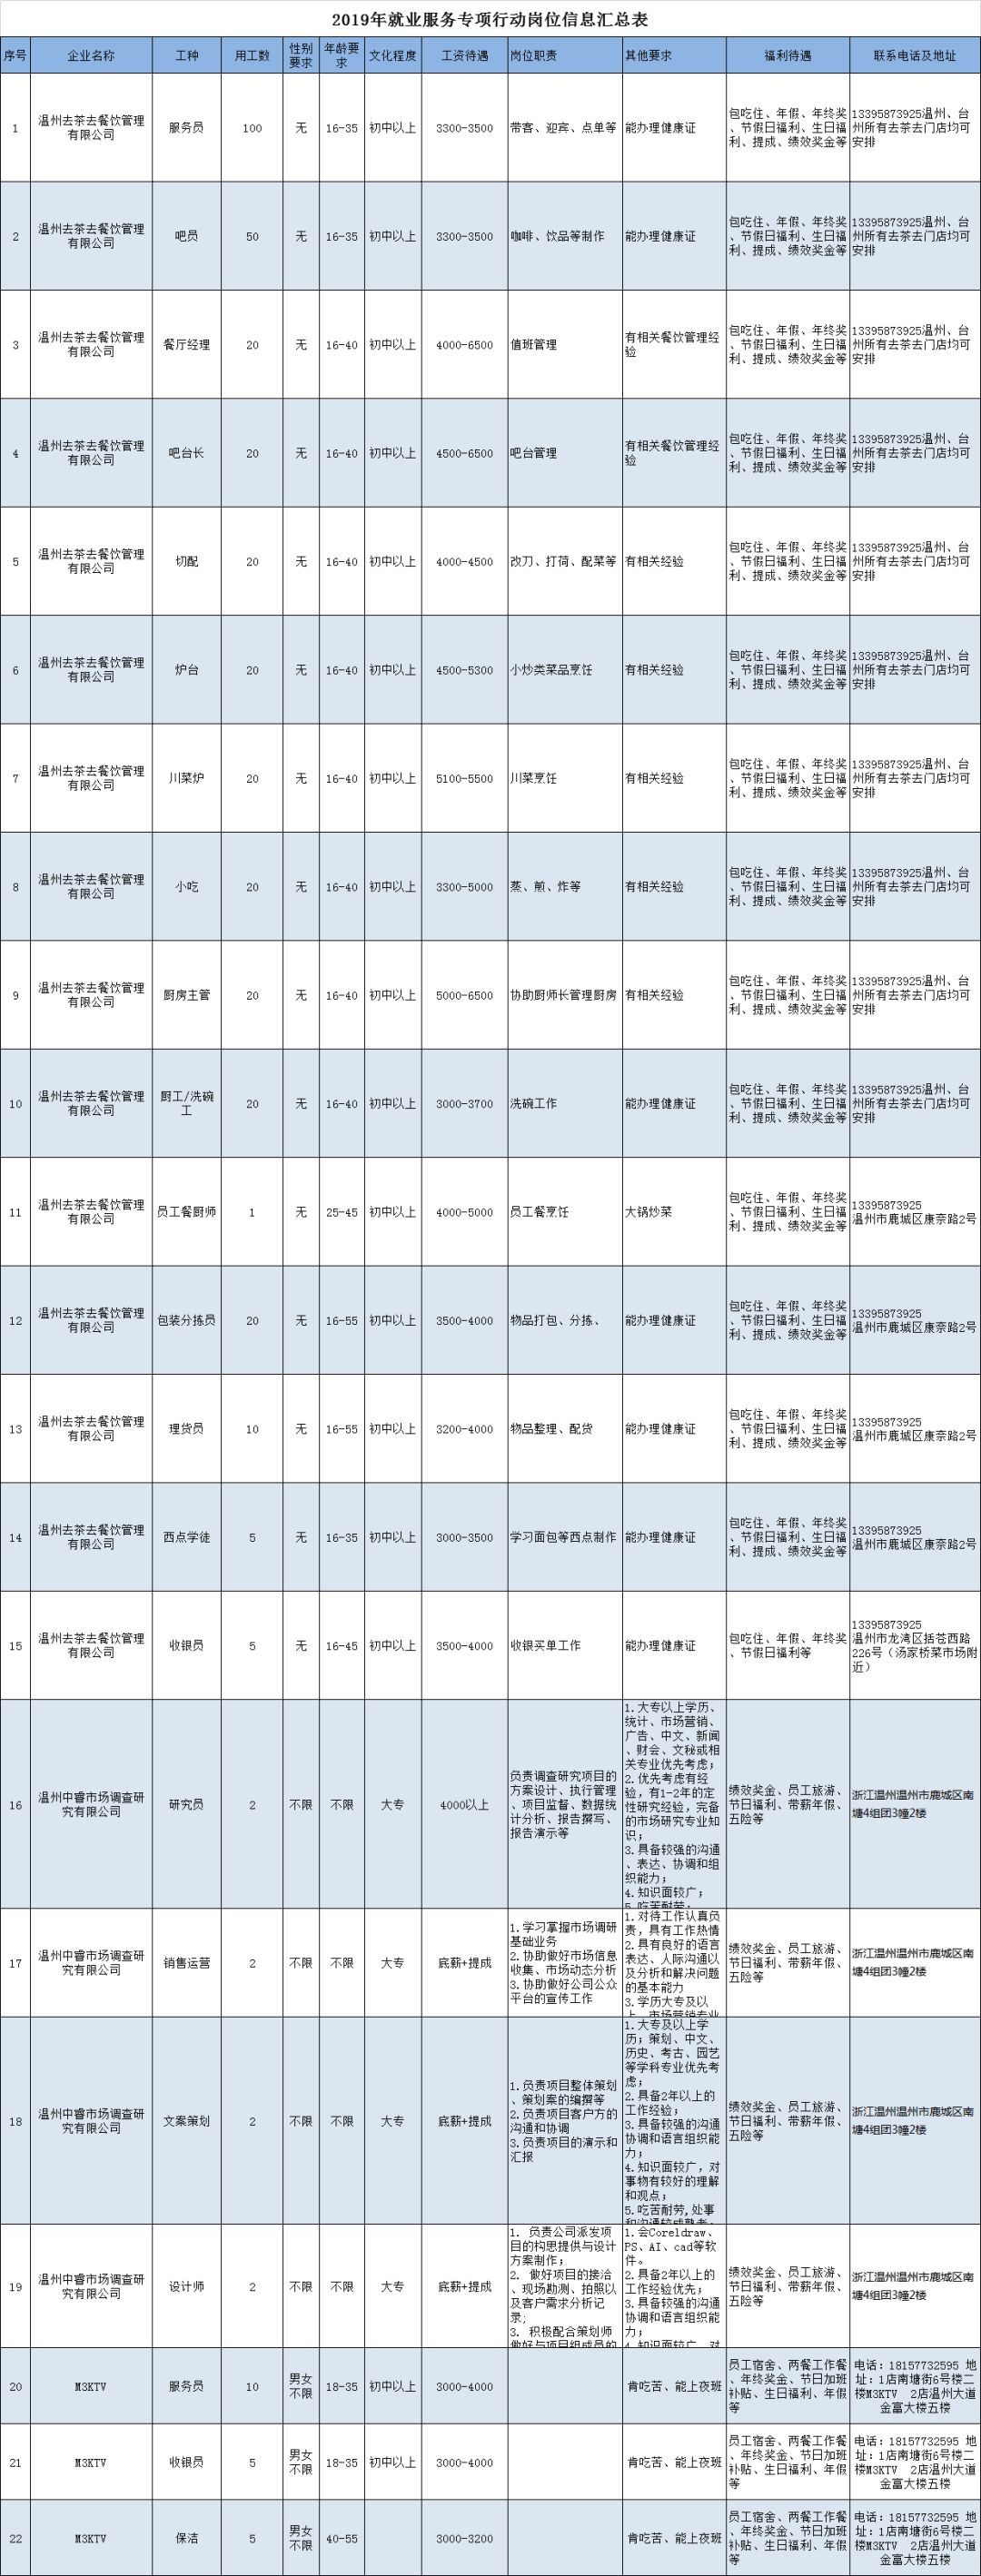 2019年就业服务专项行动岗位信息汇总表
序号 企业名称 工种 用工数 性别要求 年龄要求 文化程度 工资待遇 岗位职责 其他要求 福利待遇 联系电话及地址
1 温州去茶去餐饮管理有限公司 服务员 100 无 16-35 初中以上 3300-3500 带客、迎宾、点单等 能办理健康证 包吃住、年假、年终奖、节假日福利、生日福利、提成、绩效奖金等 13395873925温州、台州所有去茶去门店均可安排
2 温州去茶去餐饮管理有限公司 吧员 50 无 16-35 初中以上 3300-3500 咖啡、饮品等制作 能办理健康证 包吃住、年假、年终奖、节假日福利、生日福利、提成、绩效奖金等 13395873925温州、台州所有去茶去门店均可安排
3 温州去茶去餐饮管理有限公司 餐厅经理 20 无 16-40 初中以上 4000-6500 值班管理 有相关餐饮管理经验 包吃住、年假、年终奖、节假日福利、生日福利、提成、绩效奖金等 13395873925温州、台州所有去茶去门店均可安排
4 温州去茶去餐饮管理有限公司 吧台长 20 无 16-40 初中以上 4500-6500 吧台管理 有相关餐饮管理经验 包吃住、年假、年终奖、节假日福利、生日福利、提成、绩效奖金等 13395873925温州、台州所有去茶去门店均可安排
5 温州去茶去餐饮管理有限公司 切配 20 无 16-40 初中以上 4000-4500 改刀、打荷、配菜等 有相关经验 包吃住、年假、年终奖、节假日福利、生日福利、提成、绩效奖金等 13395873925温州、台州所有去茶去门店均可安排
6 温州去茶去餐饮管理有限公司 炉台 20 无 16-40 初中以上 4500-5300 小炒类菜品烹饪 有相关经验 包吃住、年假、年终奖、节假日福利、生日福利、提成、绩效奖金等 13395873925温州、台州所有去茶去门店均可安排
7 温州去茶去餐饮管理有限公司 川菜炉 20 无 16-40 初中以上 5100-5500 川菜烹饪 有相关经验 包吃住、年假、年终奖、节假日福利、生日福利、提成、绩效奖金等 13395873925温州、台州所有去茶去门店均可安排
8 温州去茶去餐饮管理有限公司 小吃 20 无 16-40 初中以上 3300-5000 蒸、煎、炸等 有相关经验 包吃住、年假、年终奖、节假日福利、生日福利、提成、绩效奖金等 13395873925温州、台州所有去茶去门店均可安排
9 温州去茶去餐饮管理有限公司 厨房主管 20 无 16-40 初中以上 5000-6500 协助厨师长管理厨房 有相关经验 包吃住、年假、年终奖、节假日福利、生日福利、提成、绩效奖金等 13395873925温州、台州所有去茶去门店均可安排
10 温州去茶去餐饮管理有限公司 厨工/洗碗工 20 无 16-40 初中以上 3000-3700 洗碗工作 能办理健康证 包吃住、年假、年终奖、节假日福利、生日福利、提成、绩效奖金等 13395873925温州、台州所有去茶去门店均可安排
11 温州去茶去餐饮管理有限公司 员工餐厨师 1 无 25-45 初中以上 4000-5000 员工餐烹饪 大锅炒菜 包吃住、年假、年终奖、节假日福利、生日福利、提成、绩效奖金等 13395873925 温州市鹿城区康奈路2号
12 温州去茶去餐饮管理有限公司 包装分拣员 20 无 16-55 初中以上 3500-4000 物品打包、分拣、 能办理健康证 包吃住、年假、年终奖、节假日福利、生日福利、提成、绩效奖金等 13395873925 温州市鹿城区康奈路2号
13 温州去茶去餐饮管理有限公司 理货员 10 无 16-55 初中以上 3200-4000 物品整理、配货 能办理健康证 包吃住、年假、年终奖、节假日福利、生日福利、提成、绩效奖金等 13395873925 温州市鹿城区康奈路2号
14 温州去茶去餐饮管理有限公司 西点学徒 5 无 16-35 初中以上 3000-3500 学习面包等西点制作 能办理健康证 包吃住、年假、年终奖、节假日福利、生日福利、提成、绩效奖金等 13395873925 温州市鹿城区康奈路2号
15 温州去茶去餐饮管理有限公司 收银员 5 无 16-45 初中以上 3500-4000 收银买单工作 能办理健康证 包吃住、年假、年终奖、节假日福利等 13395873925 温州市龙湾区括苍西路226号（汤家桥菜市场附近）
16 温州中睿市场调查研究有限公司 研究员 2 不限 不限 大专 4000以上 负责调查研究项目的方案设计、执行管理、项目监督、数据统计分析、报告撰写、报告演示等 1.大专以上学历、统计、市场营销、广告、中文、新闻、财会、文秘或相关专业优先考虑； 2.优先考虑有经验，有1-2年的定性研究经验，完备的市场研究专业知识； 3.具备较强的沟通、表达、协调和组织能力； 4.知识面较广； 5.吃苦耐劳； 绩效奖金、员工旅游、节日福利、带薪年假、五险等 浙江温州温州市鹿城区南塘4组团3幢2楼
17 温州中睿市场调查研究有限公司 销售运营 2 不限 不限 大专 底薪+提成 1.学习掌握市场调研基础业务 2.协助做好市场信息收集、市场动态分析 3.协助做好公司公众平台的宣传工作 1.对待工作认真负责，具有工作热情 2.具有良好的语言表达、人际沟通以及分析和解决问题的基本能力 3.学历大专及以上，市场营销专业 绩效奖金、员工旅游、节日福利、带薪年假、五险等 浙江温州温州市鹿城区南塘4组团3幢2楼
18 温州中睿市场调查研究有限公司 文案策划 2 不限 不限 大专 底薪+提成 1.负责项目整体策划、策划案的编撰等 2.负责项目客户方的沟通和协调 3.负责项目的演示和汇报 1.大专及以上学历；策划、中文、历史、考古、园艺等学科专业优先考虑； 2.具备2年以上的工作经验； 3.具备较强的沟通协调和语言组织能力； 4.知识面较广，对事物有较好的理解和观点； 5.吃苦耐劳,处事和沟通较成熟者； 绩效奖金、员工旅游、节日福利、带薪年假、五险等 浙江温州温州市鹿城区南塘4组团3幢2楼
19 温州中睿市场调查研究有限公司 设计师 2 不限 不限 大专 底薪+提成 1. 负责公司派发项目的构思提供与设计方案制作； 2. 做好项目的接洽、现场勘测、拍照以及客户需求分析记录； 3. 积极配合策划师做好与项目组成员的 1.会Coreldraw、PS、AI、cad等软件。 2.具备2年以上的工作经验优先； 3.具备较强的沟通协调和语言组织能力； 4.知识面较广，对 绩效奖金、员工旅游、节日福利、带薪年假、五险等 浙江温州温州市鹿城区南塘4组团3幢2楼
20 M3KTV 服务员 10 男女不限 18-35 初中以上 3000-4000 肯吃苦、能上夜班 员工宿舍、两餐工作餐、年终奖金、节日加班补贴、生日福利、年假等 电话：18157732595 地址：1店南塘街6号楼二楼M3KTV 2店温州大道金富大楼五楼
21 M3KTV 收银员 5 男女不限 18-35 初中以上 3000-4000 肯吃苦、能上夜班 员工宿舍、两餐工作餐、年终奖金、节日加班补贴、生日福利、年假等 电话：18157732595 地址：1店南塘街6号楼二楼M3KTV 2店温州大道金富大楼五楼
22 M3KTV 保洁 5 男女不限 40-55 3000-3200 肯吃苦、能上夜班 员工宿舍、两餐工作餐、年终奖金、节日加班补贴、生日福利、年假等 电话：18157732595 地址：1店南塘街6号楼二楼M3KTV 2店温州大道金富大楼五楼